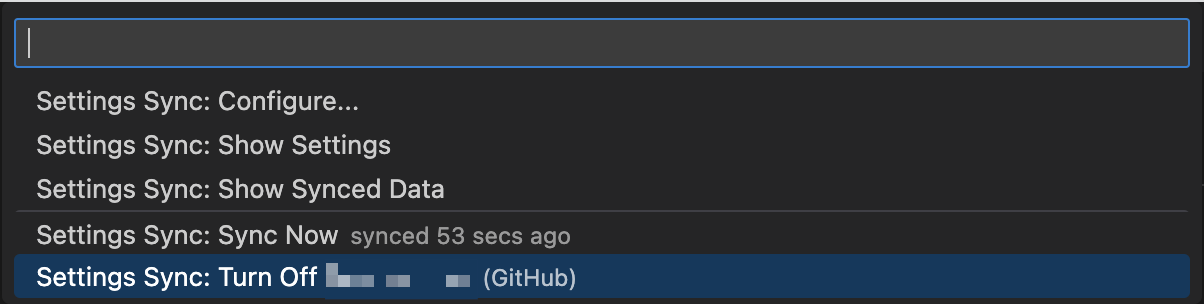 Settings Sync: Configure...
Settings Sync: Show Settings
Settings Sync: Show Synced Data
Settings Sync: Sync Now synced 53 secs ago
Settings Sync: Turn Off (GitHub)